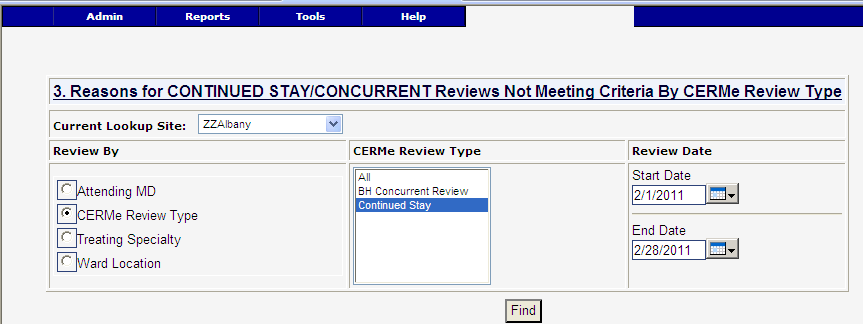 Admin Reports Tools Help
3. Reasons for CONTINUED STAY/CONCURRENT Reviews Not Meeting Criteria By CERMe Review Type
Current Lookup Site: ZZAlbany
Review By CERMe Review Type Review Date
Attending MD
CERMe Review Type
Treating Specialty
Ward Location
All
BH Concurrent Review
Continued Stay
Start Date
2/1/2011
End Date
2/28/2011
Find